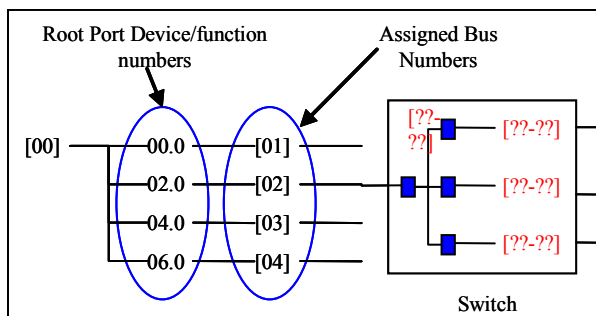 Root Port Device/function
numbers
Assigned Bus
Numbers
[00]
00.0
[01]
02.0
[02]
04.0
[03]
06.0
[04]
[??-
??]
[??-??]
[??-??]
[??-??]
Switch